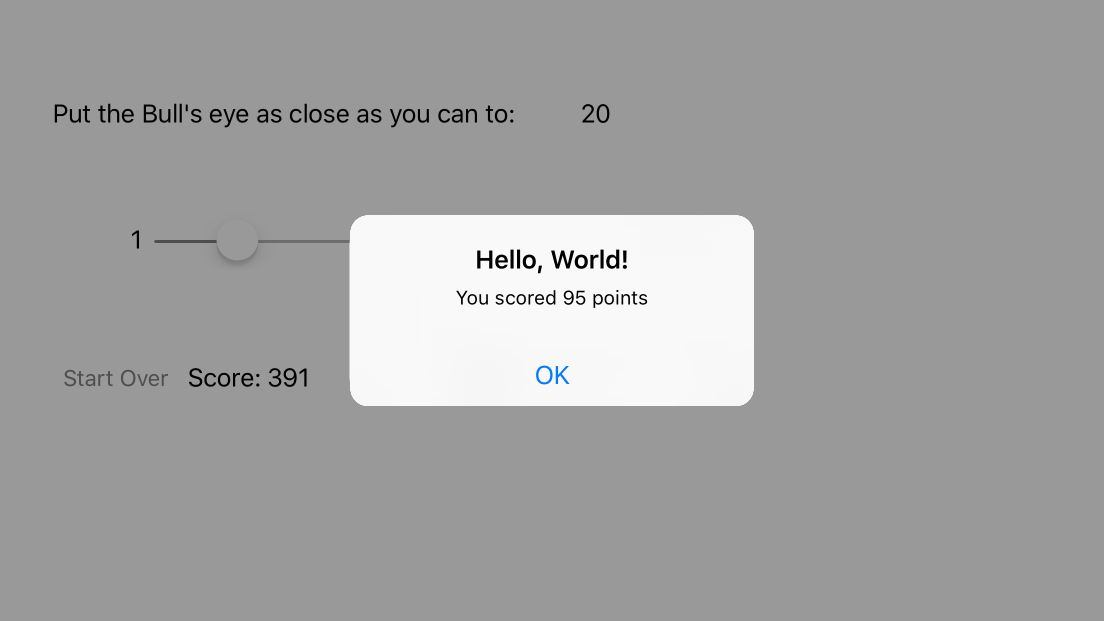 Put the Bull's eye as close as you can to: 20
1
Hello, World!
You scored 95 points
OK
Start Over Score: 391